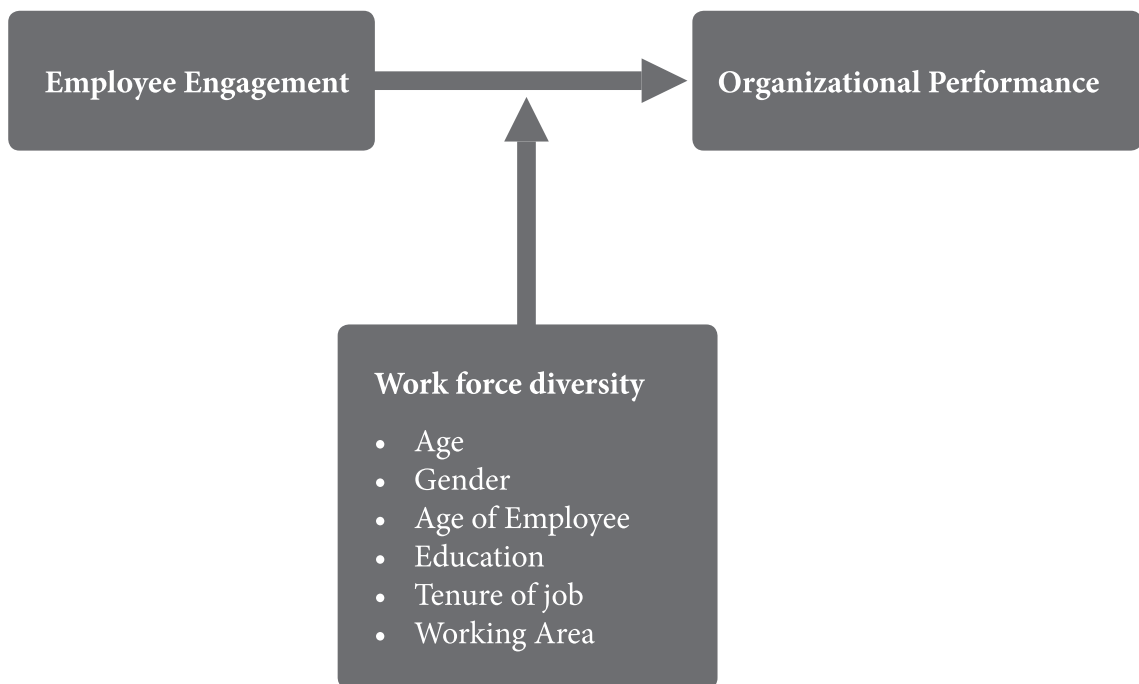 Employee Engagement
Organizational Performance
Work force diversity
• Age
• Gender
• Age of Employee
• Education
• Tenure of job
• Working Area